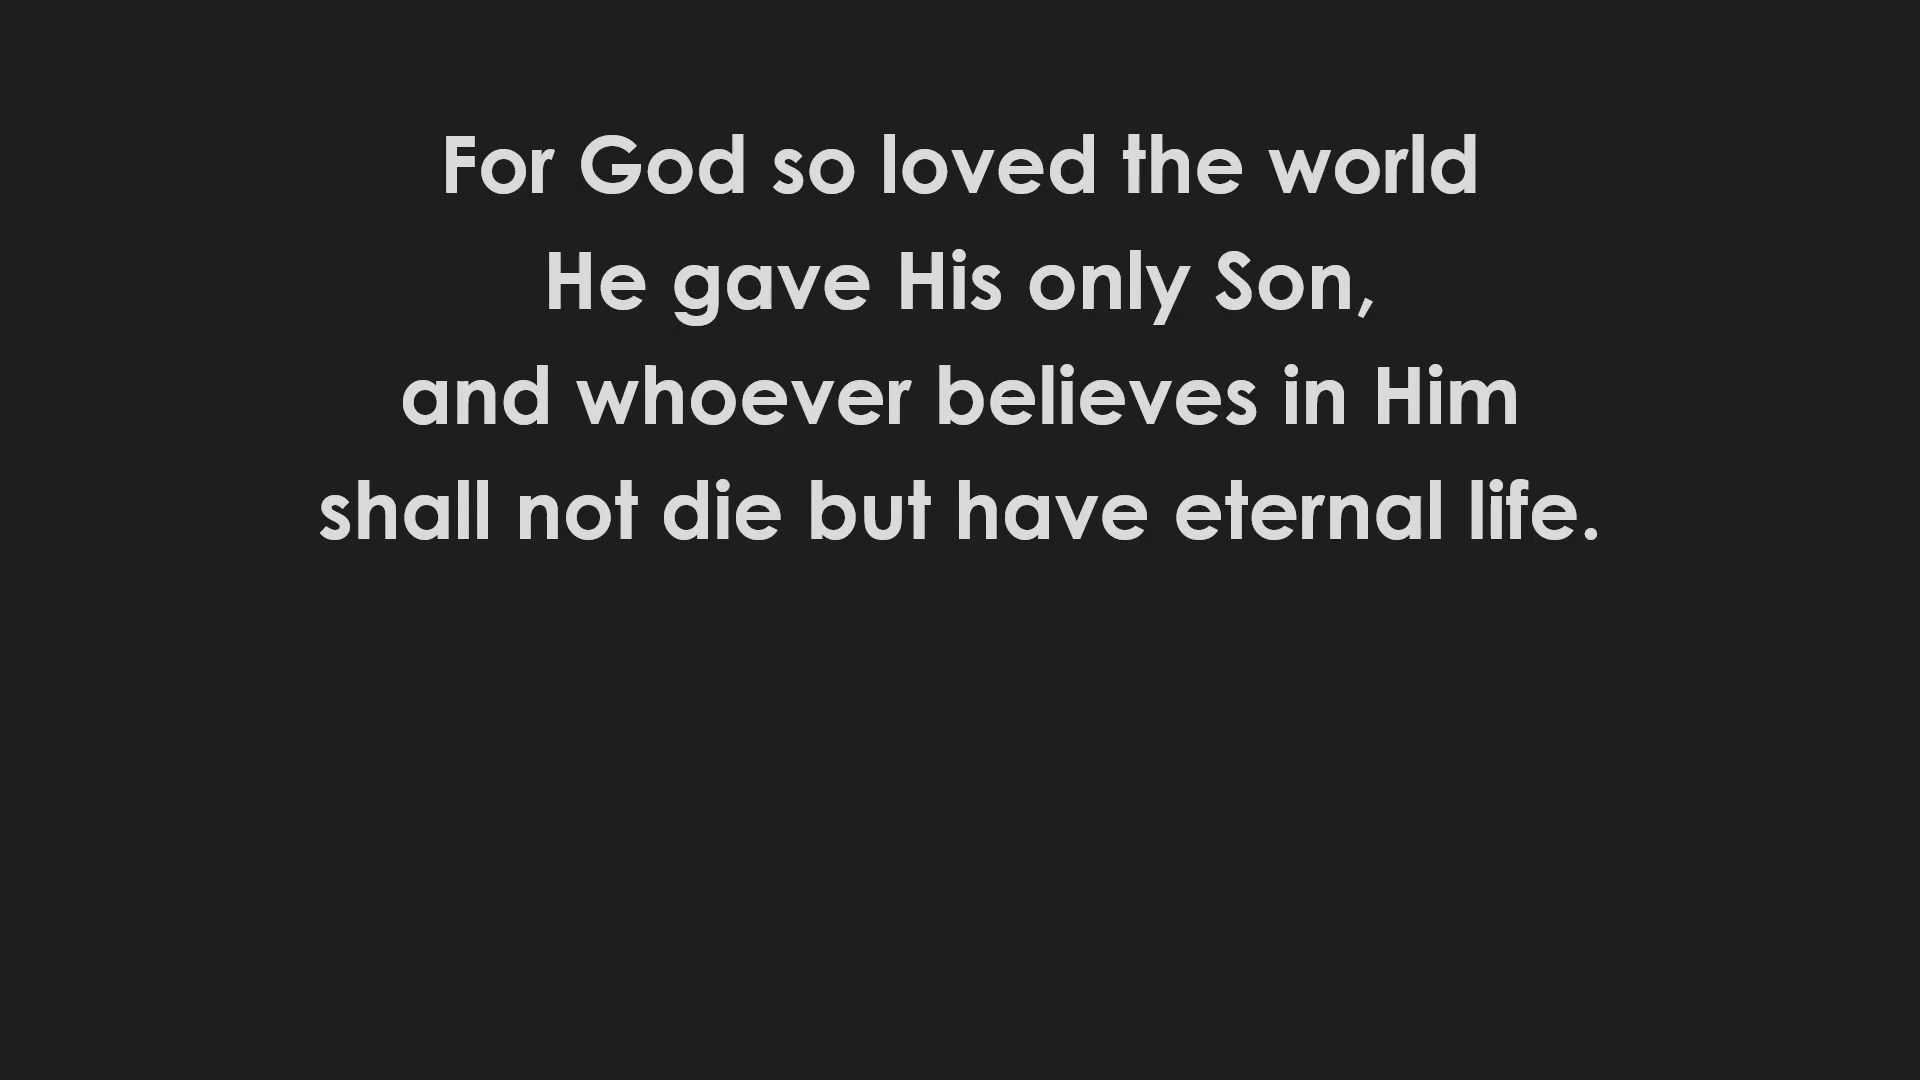 For God so loved the world
He gave His only Son,
and whoever believes in Him
shall not die but have eternal life.